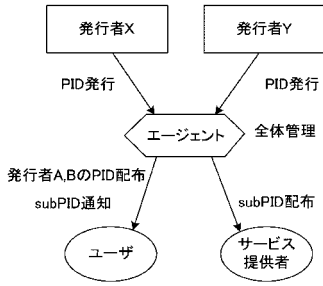 発行者X
発行者Y
PID発行
PID発行
エージェント
全体管理
発行者A,BのPID配布
subPID通知
subPID配布
ユーザ
サービス
提供者